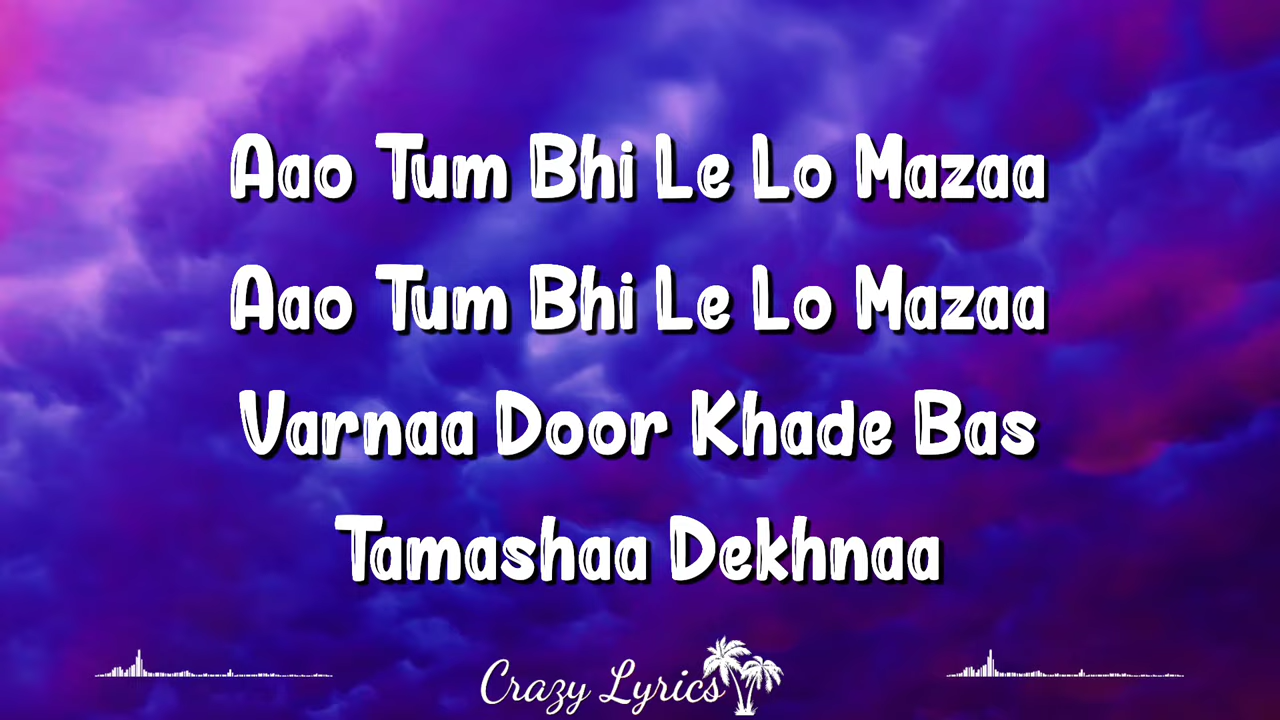 Aao Tum Bhi Le Lo Mazaa
Aao Tum Bhi Le Lo Mazaa
Varnaa Door Khade Bas
Tamashaa Dekhnaa
Crazy Lyrics